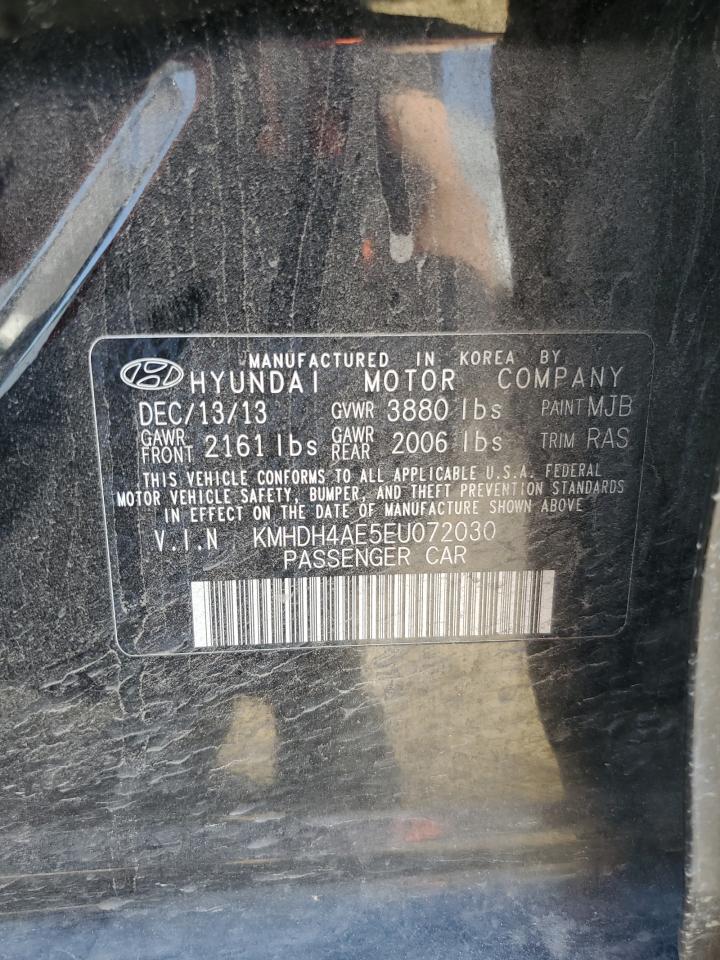 MANUFACTURED IN KOREA BY
HYUNDAI MOTOR COMPANY
DEC/13/13 GVWR 3880 lbs PAINT MJB
GAWR FRONT 2161 lbs GAWR REAR 2006 lbs TRIM RAS
THIS VEHICLE CONFORMS TO ALL APPLICABLE U.S.A. FEDERAL
MOTOR VEHICLE SAFETY, BUMPER, AND THEFT PREVENTION STANDARDS
IN EFFECT ON THE DATE OF MANUFACTURE SHOWN ABOVE
V.I.N KMHDH4AE5EU072030
PASSENGER CAR